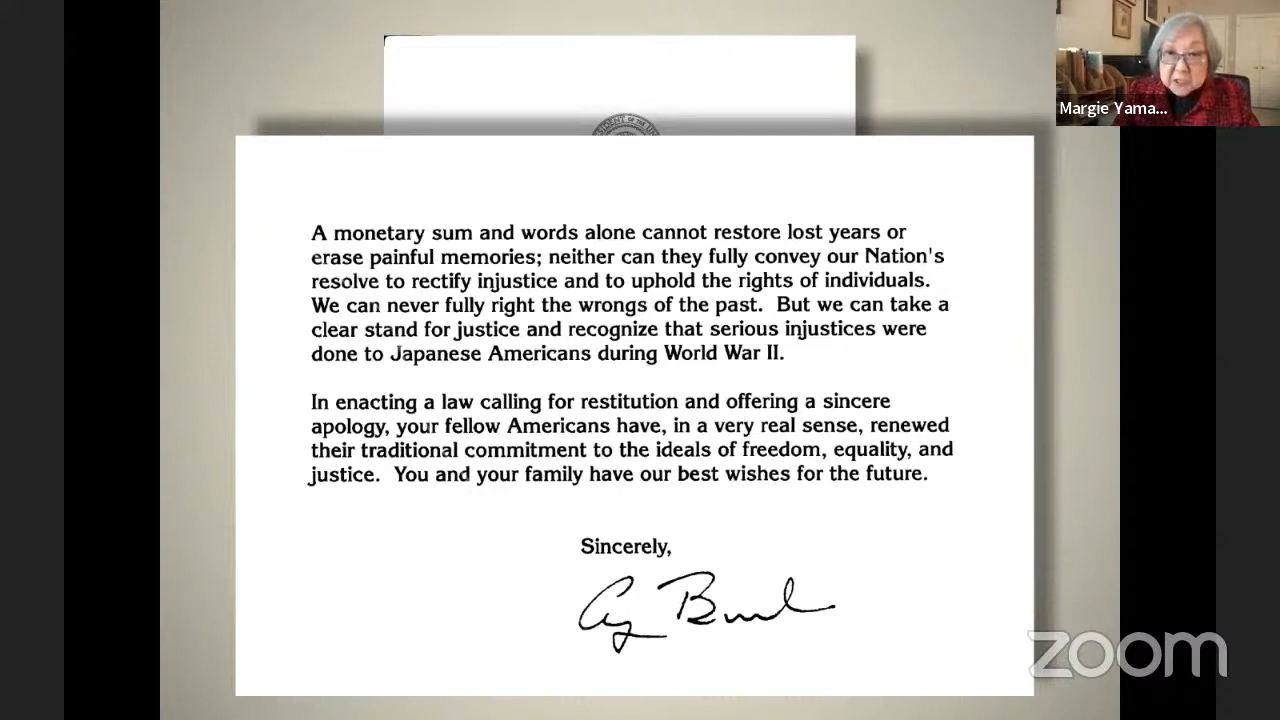 Margie Yama...
IDENT OF THE UN
A monetary sum and words alone cannot restore lost years or
erase painful memories; neither can they fully convey our Nation's
resolve to rectify injustice and to uphold the rights of individuals.
We can never fully right the wrongs of the past.  But we can take a
clear stand for justice and recognize that serious injustices were
done to Japanese Americans during World War II.
In enacting a law calling for restitution and offering a sincere
apology, your fellow Americans have, in a very real sense, renewed
their traditional commitment to the ideals of freedom, equality, and
justice.  You and your family have our best wishes for the future.
Sincerely,
zoom